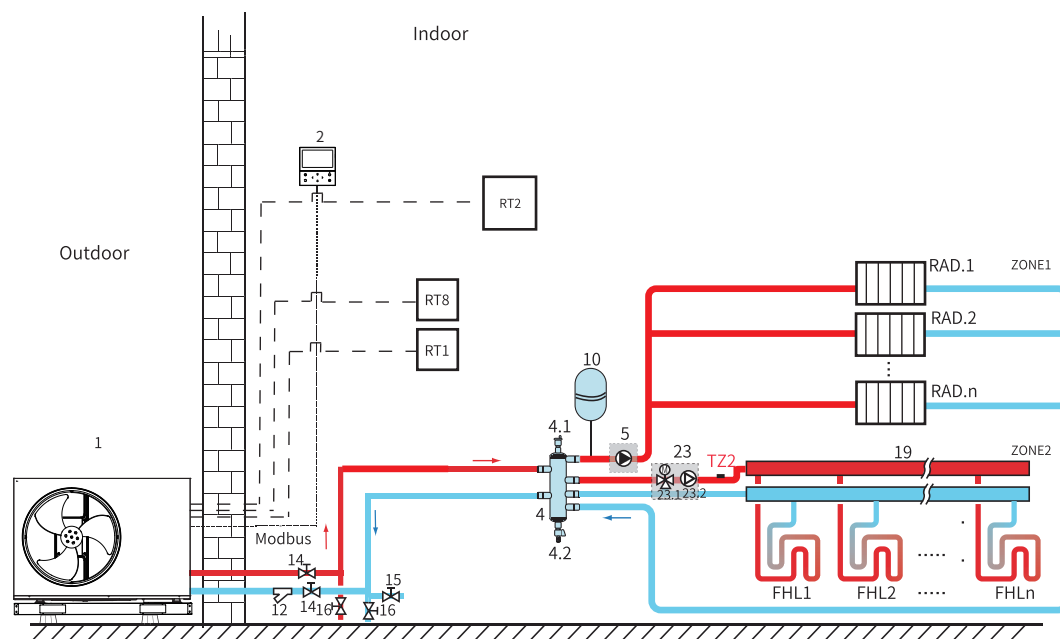 Indoor
2
RT2
Outdoor
RAD.1
ZONE1
RT8
RAD.2
RT1
10
RAD.n
4.1
5
1
23
TZ2
19
ZONE2
23.1
23.2
4
Modbus
4.2
14
15
12
14
16
16
FHL1
FHL2
FHLn